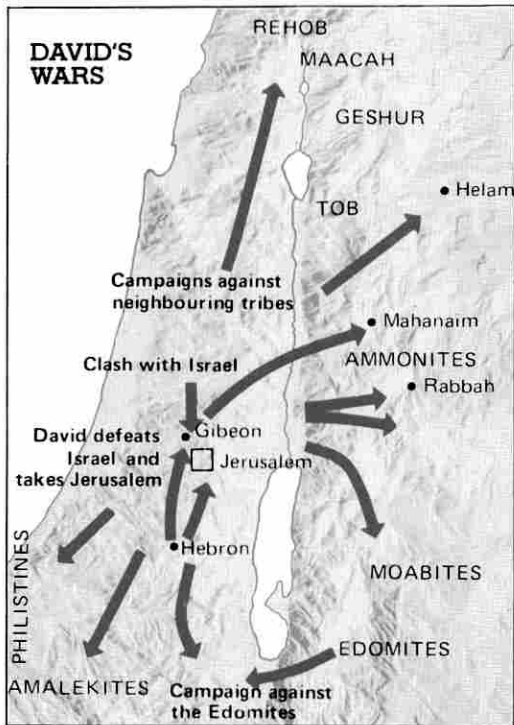 DAVID'S
WARS
REHOB
MAACAH
GESHUR
Helam
TOB
Campaigns against
neighbouring tribes
Mahanaim
Clash with Israel
AMMONITES
Rabbah
David defeats
Israel and
takes Jerusalem
Gibeon
Jerusalem
Hebron
PHILISTINES
MOABITES
EDOMITES
AMALEKITES
Campaign against
the Edomites